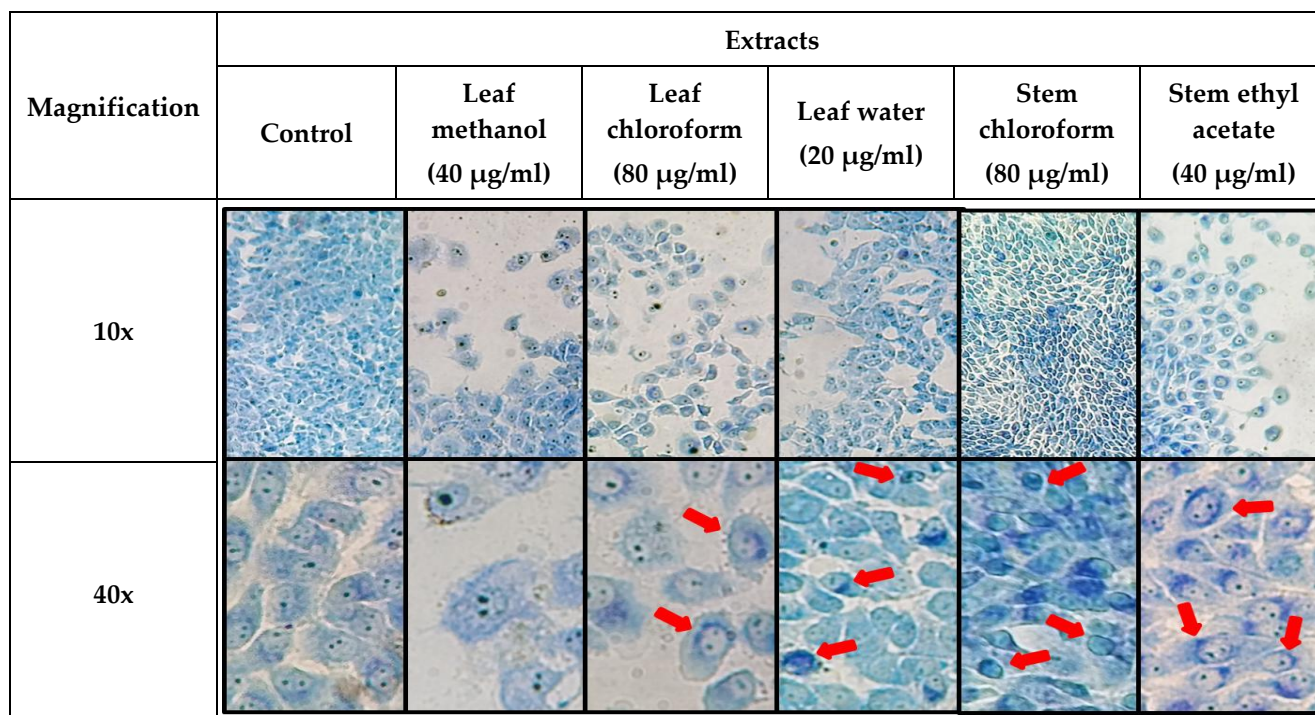 Magnification
Extracts
Control
Leaf
methanol
(40 µg/ml)
Leaf
chloroform
(80 µg/ml)
Leaf water
(20 µg/ml)
Stem
chloroform
(80 µg/ml)
Stem ethyl
acetate
(40 µg/ml)
10x
40x